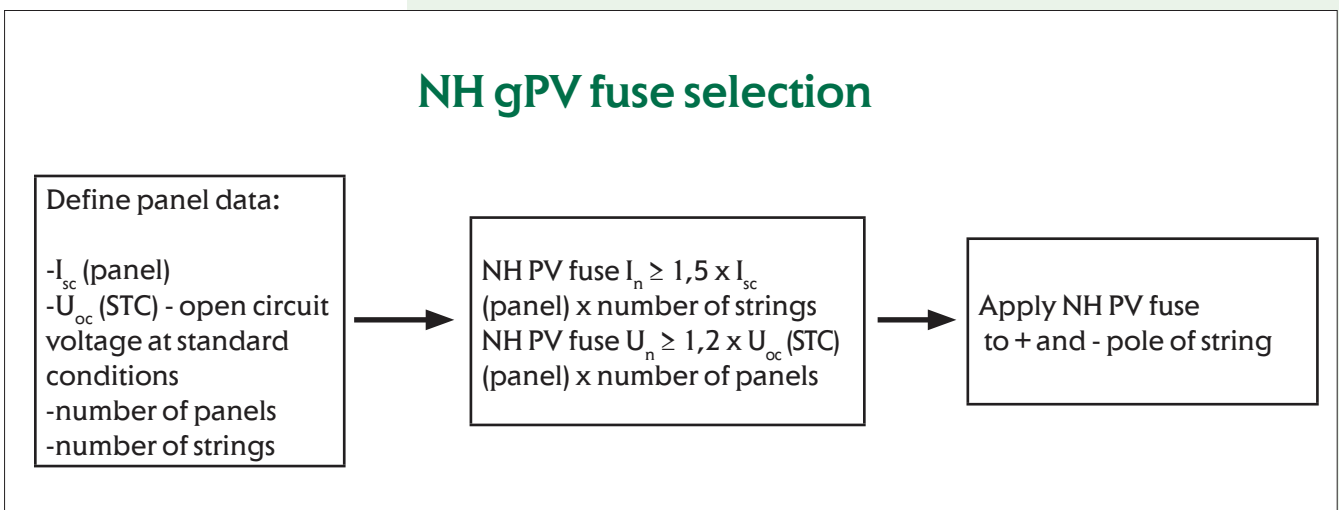 NH gPV fuse selection
Define panel data:
-Isc (panel)
-Uoc (STC) - open circuit
voltage at standard
conditions
-number of panels
-number of strings
NH PV fuse In ≥ 1,5 x Isc
(panel) x number of strings
NH PV fuse Un ≥ 1,2 x Uoc (STC)
(panel) x number of panels
Apply NH PV fuse
to + and - pole of string